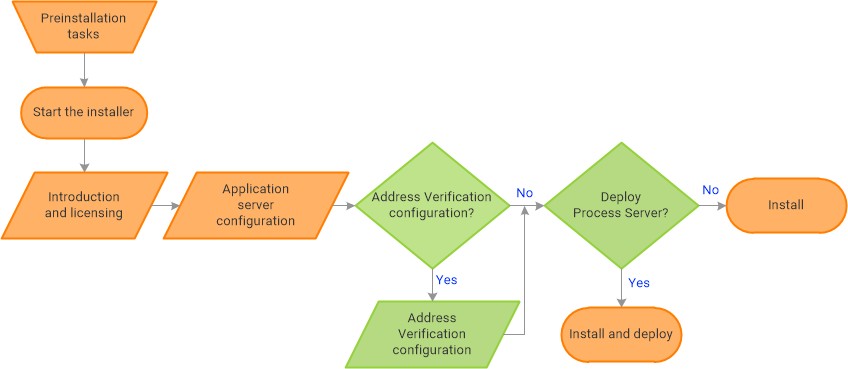 Preinstallation
tasks
Start the installer
Introduction
and licensing
Application
server
configuration
Address Verification
configuration?
No
Yes
Address
Verification
configuration
Deploy
Process Server?
No
Install
Yes
Install and deploy